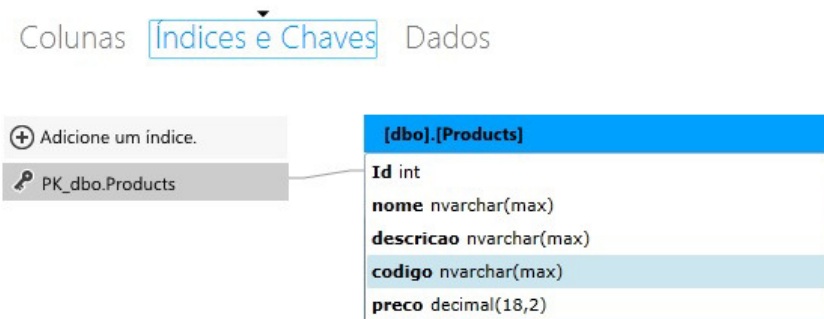 Colunas Índices e Chaves Dados
Adicione um índice.
PK_dbo.Products
[dbo].[Products]
Id int
nome nvarchar(max)
descricao nvarchar(max)
codigo nvarchar(max)
preco decimal(18,2)